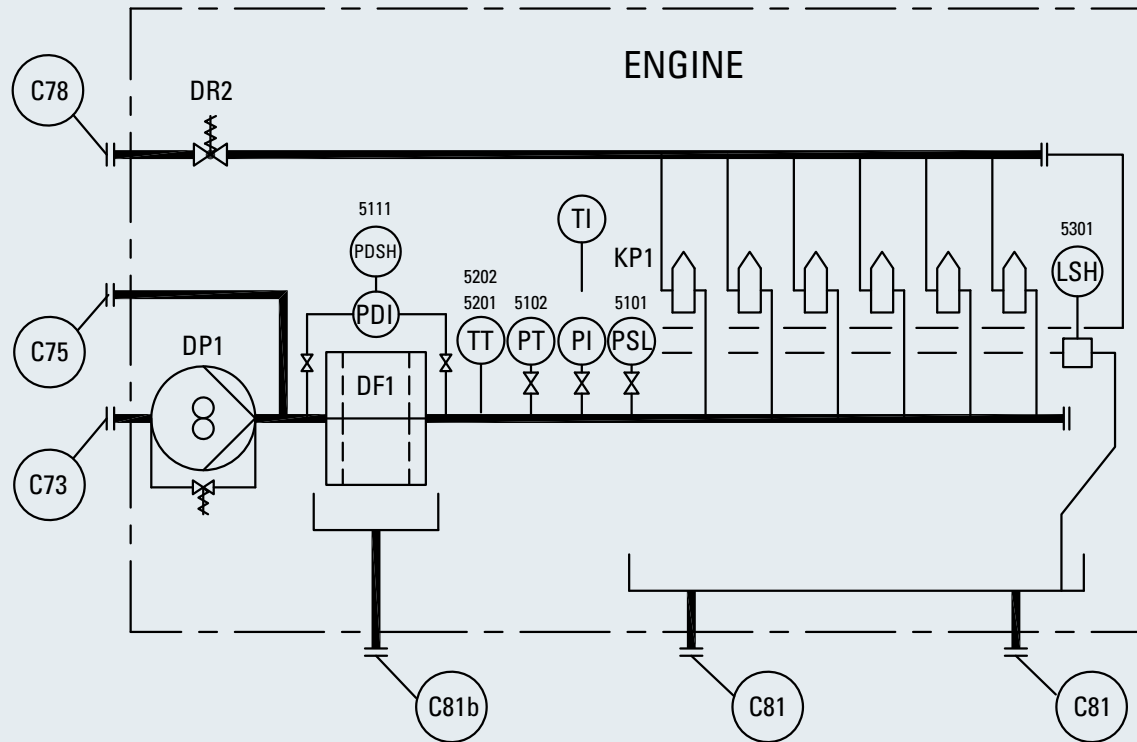 ENGINE
C78
DR2
5111
TI
5301
PDSH
KP1
LSH
5202
5201
5102
5101
C75
PDI
TT
PT
PI
PSL
DP1
DF1
C73
C81b
C81
C81